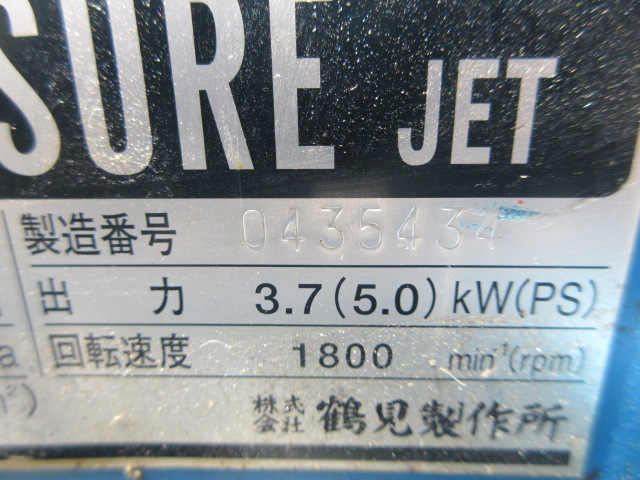 SURE JET
製造番号 0435434
出力 3.7(5.0) kW(PS)
a 回転速度 1800 min⁻¹(rpm)
²) 株式会社 鶴見製作所